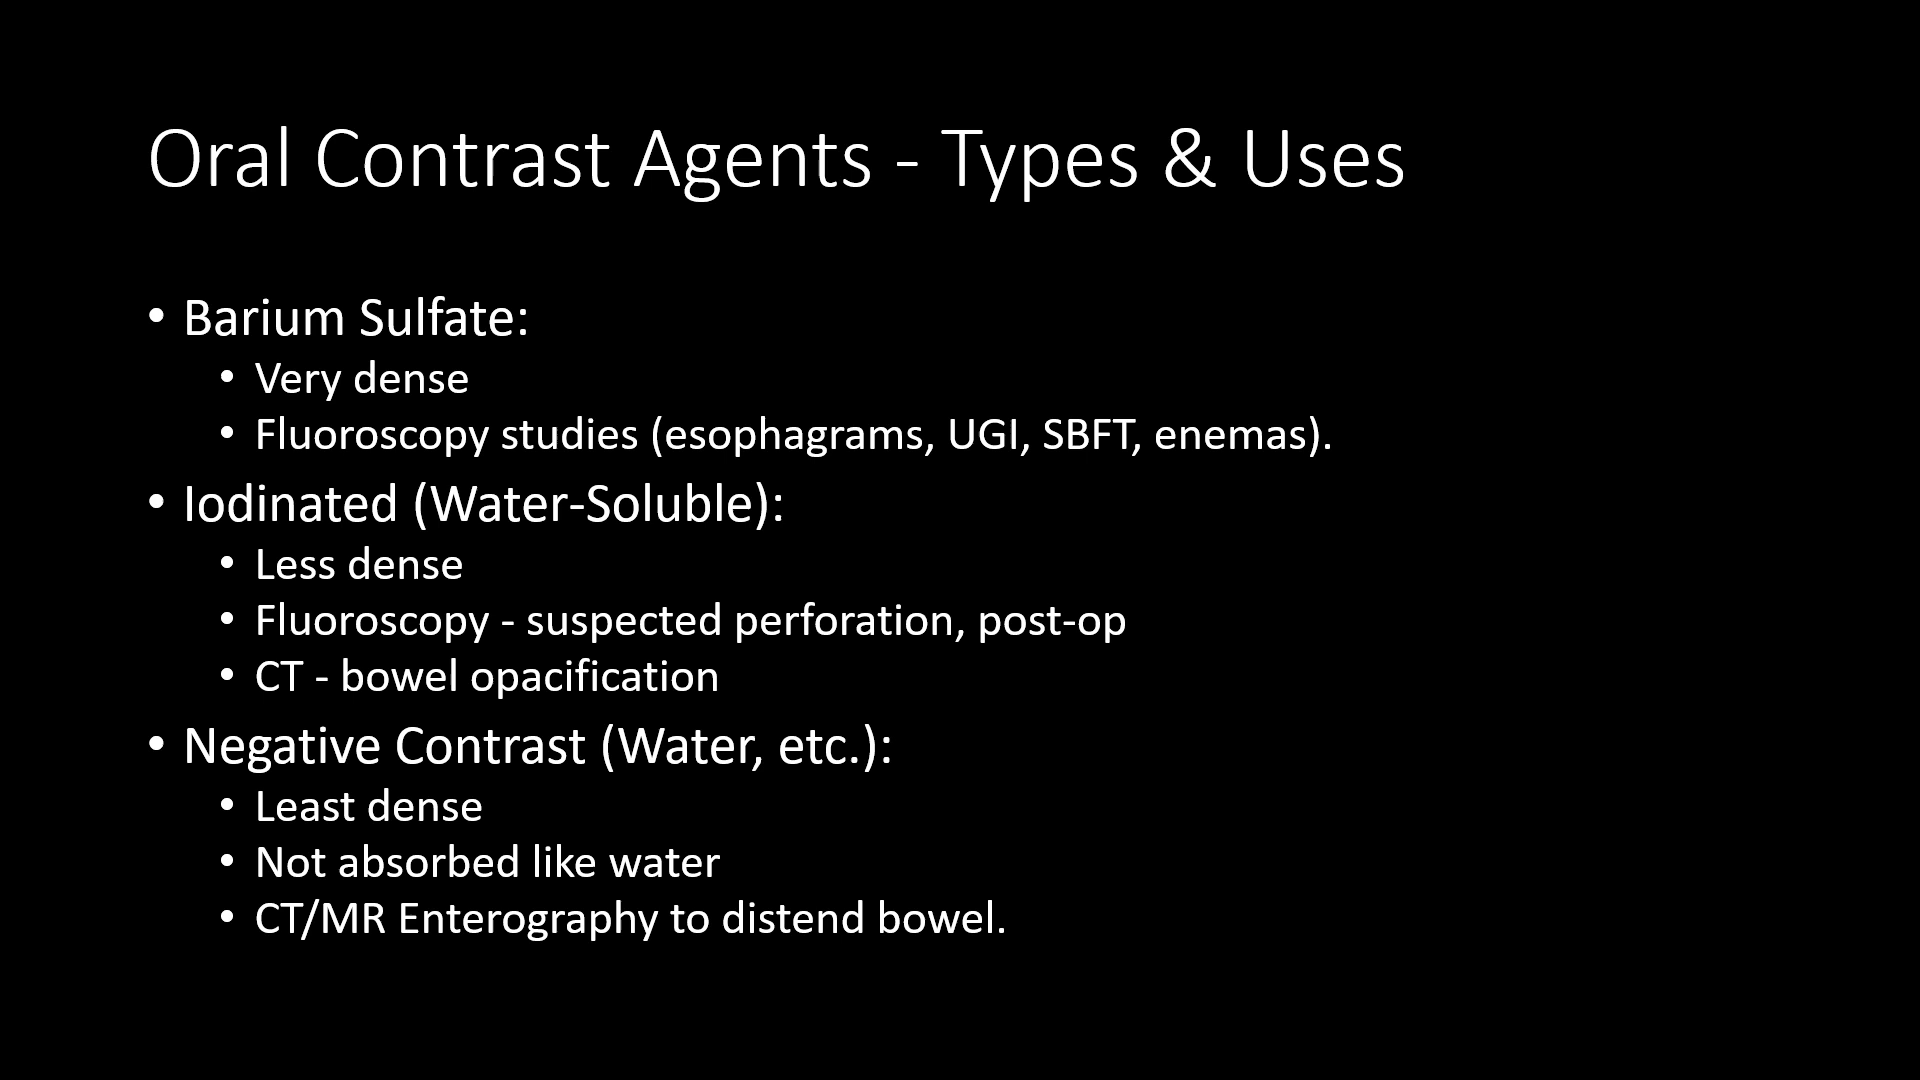 Oral Contrast Agents - Types & Uses
• Barium Sulfate:
• Very dense
• Fluoroscopy studies (esophagrams, UGI, SBFT, enemas).
• Iodinated (Water-Soluble):
• Less dense
• Fluoroscopy - suspected perforation, post-op
• CT - bowel opacification
• Negative Contrast (Water, etc.):
• Least dense
• Not absorbed like water
• CT/MR Enterography to distend bowel.